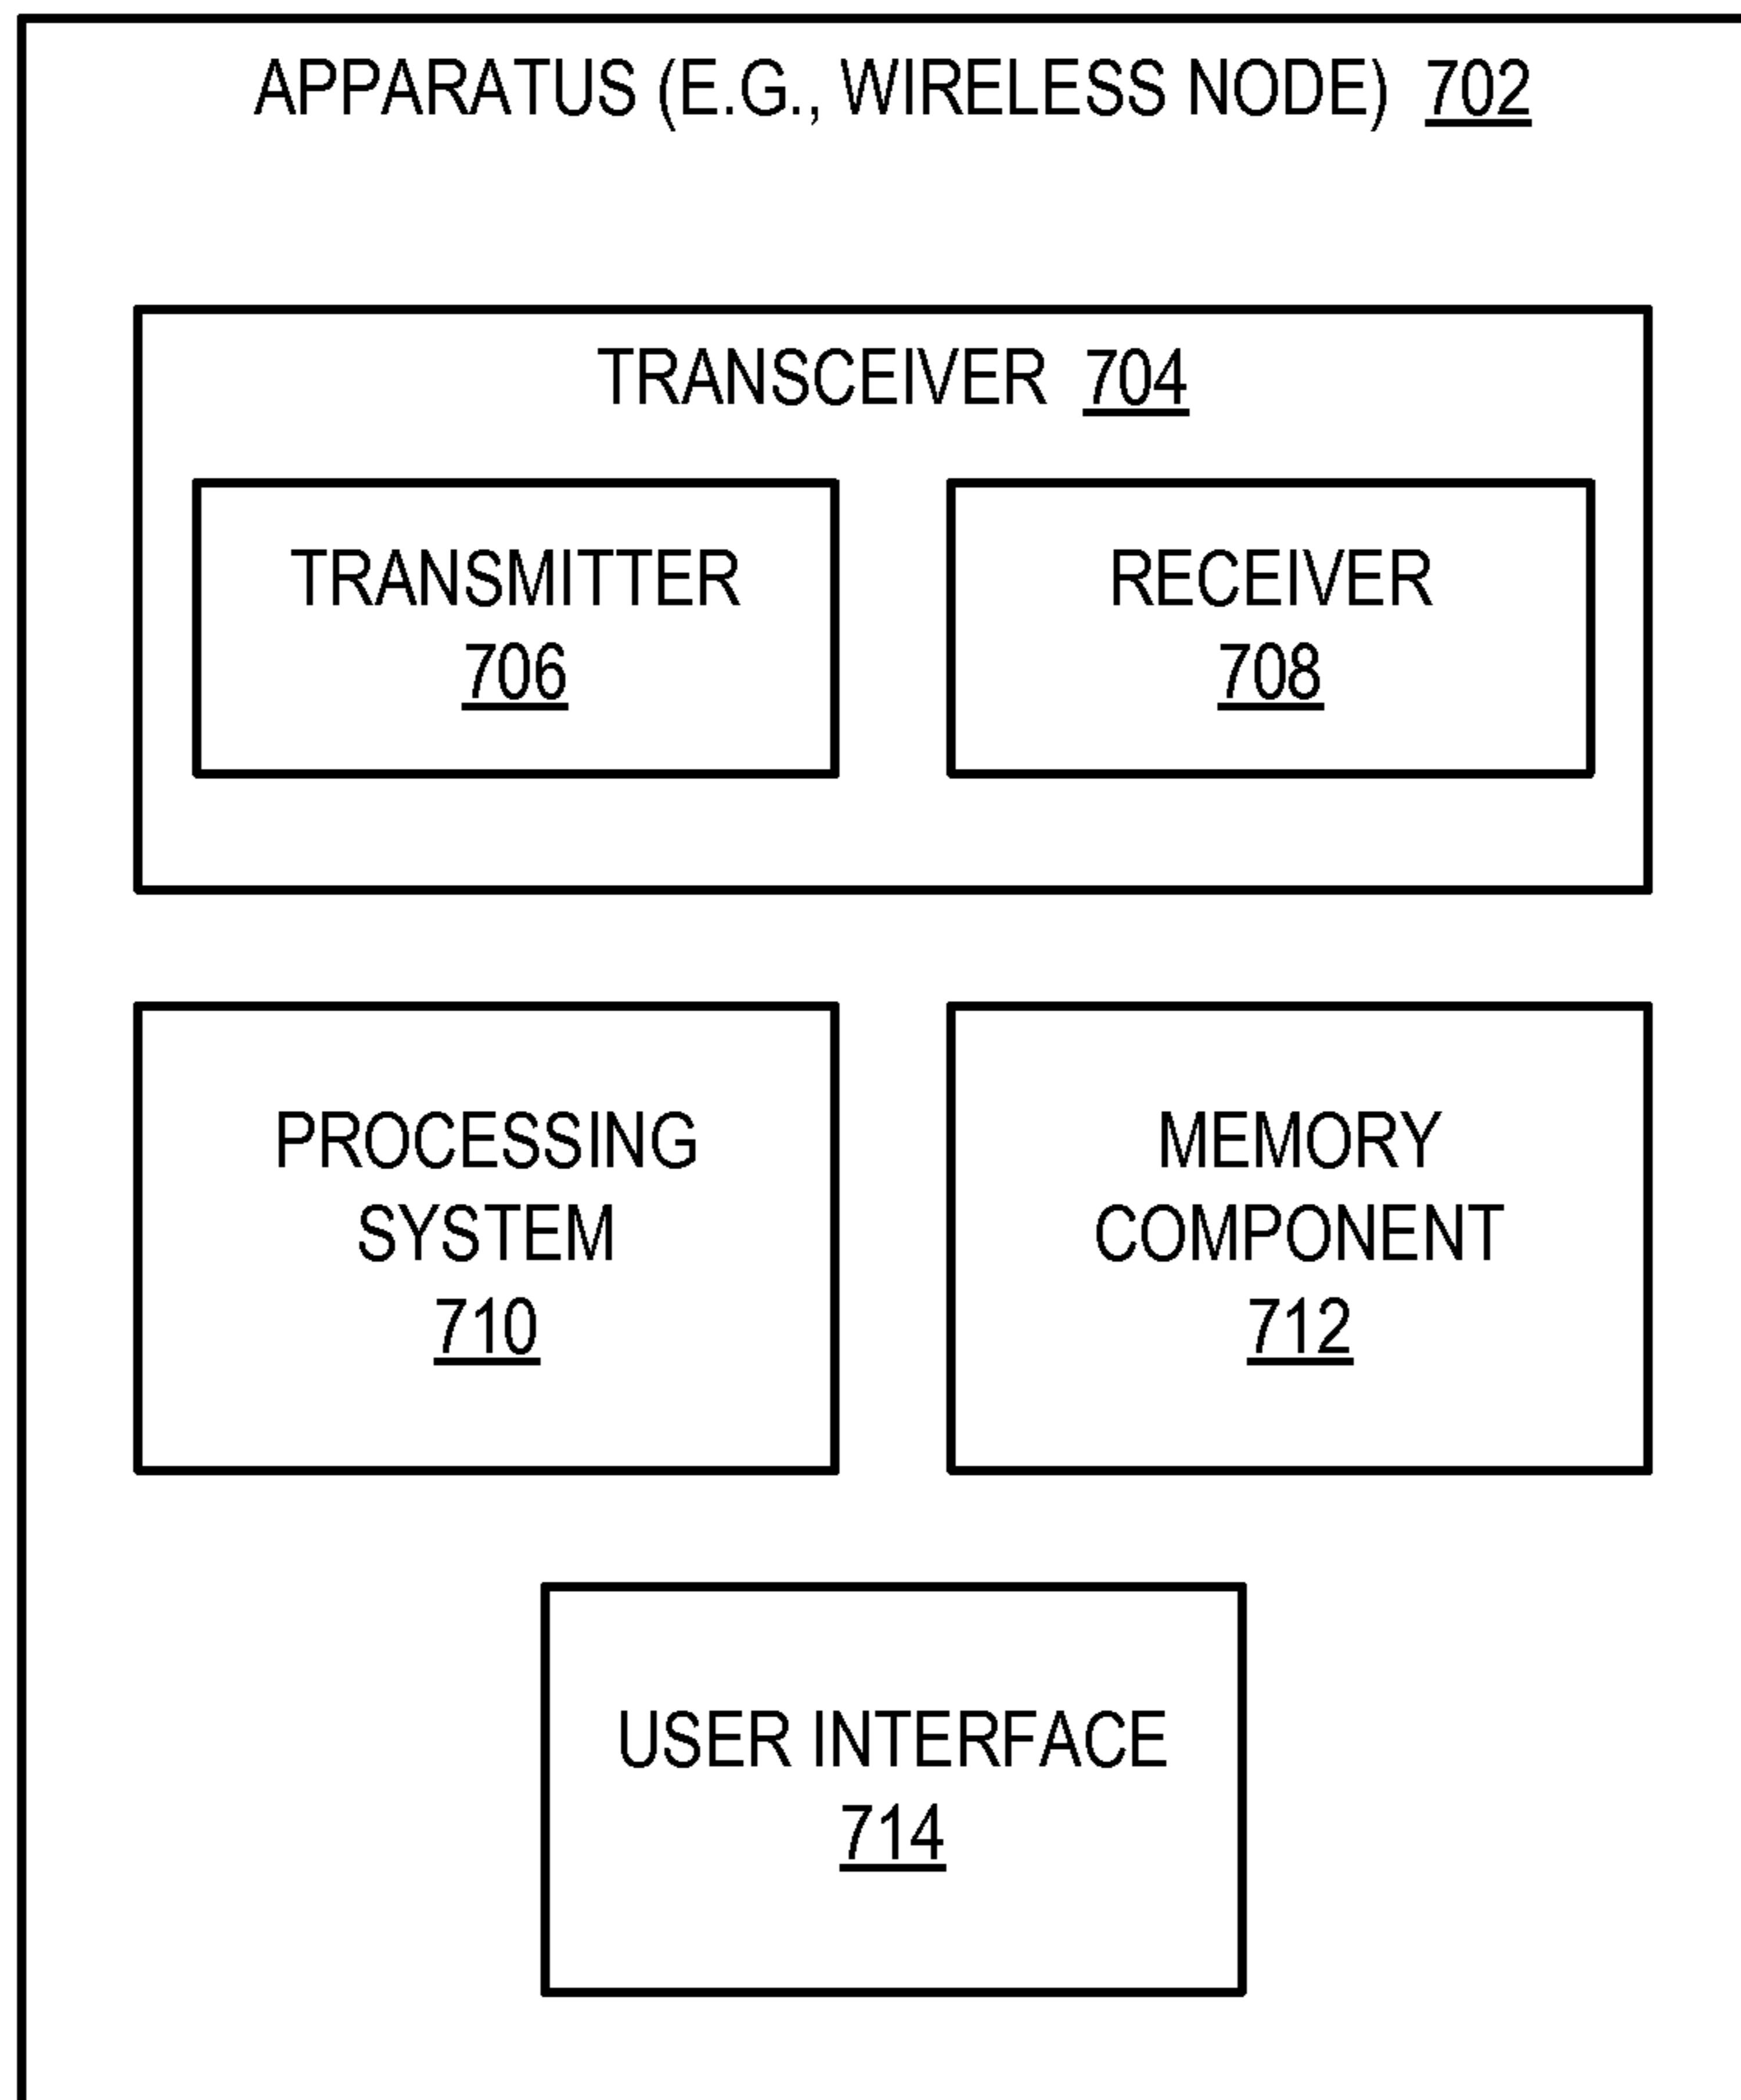 APPARATUS (E.G., WIRELESS NODE) 702
TRANSCEIVER 704
TRANSMITTER
706
RECEIVER
708
PROCESSING
SYSTEM
710
MEMORY
COMPONENT
712
USER INTERFACE
714